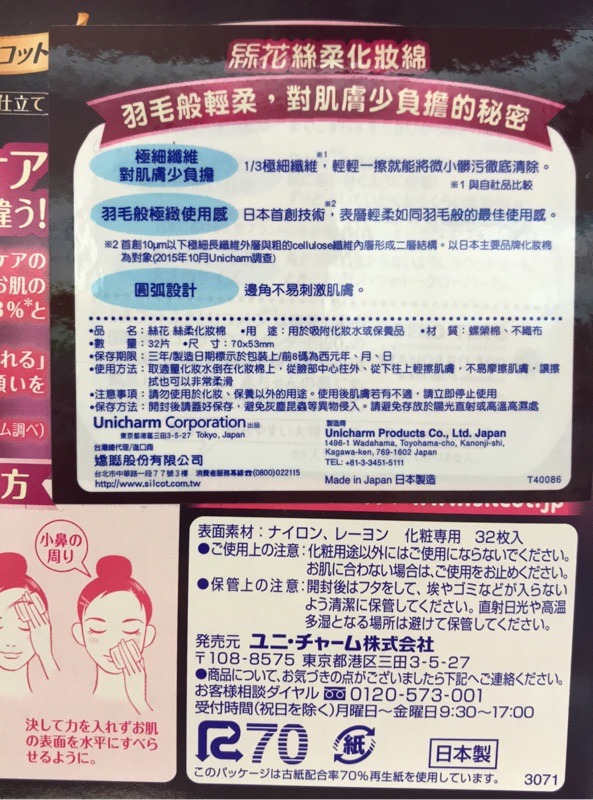 コット
仕立て
ケア
違う!
ケアの
お肌の
8%*と
れる」
願いを
ム調べ)
方
絲花絲柔化妝綿
羽毛般輕柔，對肌膚少負擔的秘密
極細纖維
對肌膚少負擔
1/3極細纖維※1，輕輕一擦就能將微小髒污徹底清除。
※1 與自社品比較
羽毛般極緻使用感
日本首創技術※2，表層輕柔如同羽毛般的最佳使用感。
※2 首創10μm以下極細長纖維外層與粗的cellulose纖維內層形成二層結構。以日本主要品牌化妝棉
為對象(2015年10月Unicharm調查)
圓弧設計
邊角不易刺激肌膚。
•品　　名：絲花 絲柔化妝棉　•用　途：用於吸附化妝水或保養品　•材　質：螺縈棉、不織布
•數　　量：32片　•尺　寸：70x53mm
•保存期限：三年/製造日期標示於包裝上/前8碼為西元年、月、日
•使用方法：取適量化妝水倒在化妝棉上，從臉部中心往外、從下往上輕擦肌膚，不易摩擦肌膚，讓擦
拭也可以非常柔滑
•注意事項：請勿使用於化妝、保養以外的用途。使用後肌膚若有不適，請立即停止使用
•保存方法：開封後請蓋好保存，避免灰塵昆蟲等異物侵入。請避免存放於陽光直射或高溫高濕處
Unicharm Corporation出品
東京都港區三田3-5-27 Tokyo, Japan
台灣總代理/進口商
嬌聯股份有限公司
台北市中華路一段７７號３樓 消費者服務專線☎(0800)022115
http://www.silcot.com.tw
製造商
Unicharm Products Co., Ltd. Japan
1496-1 Wadahama, Toyohama-cho, Kanonji-shi,
Kagawa-ken, 769-1602 Japan
TEL: +81-3-3451-5111
Made in Japan 日本製造
T40086
小鼻の
周り
決して力を入れずお肌
の表面を水平にすべら
せるように。
表面素材：ナイロン、レーヨン　化粧専用　32枚入
●ご使用上の注意：化粧用途以外にはご使用にならないでください。
お肌に合わない場合は、ご使用をお止めください。
●保管上の注意：開封後はフタをして、埃やゴミなどが入らない
よう清潔に保管してください。直射日光や高温
多湿となる場所は避けて保管してください。
発売元 ユニ・チャーム株式会社
〒108-8575 東京都港区三田3-5-27
●商品について、お気づきの点がございましたら下記へご連絡ください。
お客様相談ダイヤル 0120-573-001
受付時間(祝日を除く)月曜日～金曜日9:30～17:00
R70
紙
日本製
このパッケージは古紙配合率70%再生紙を使用しています。
3071